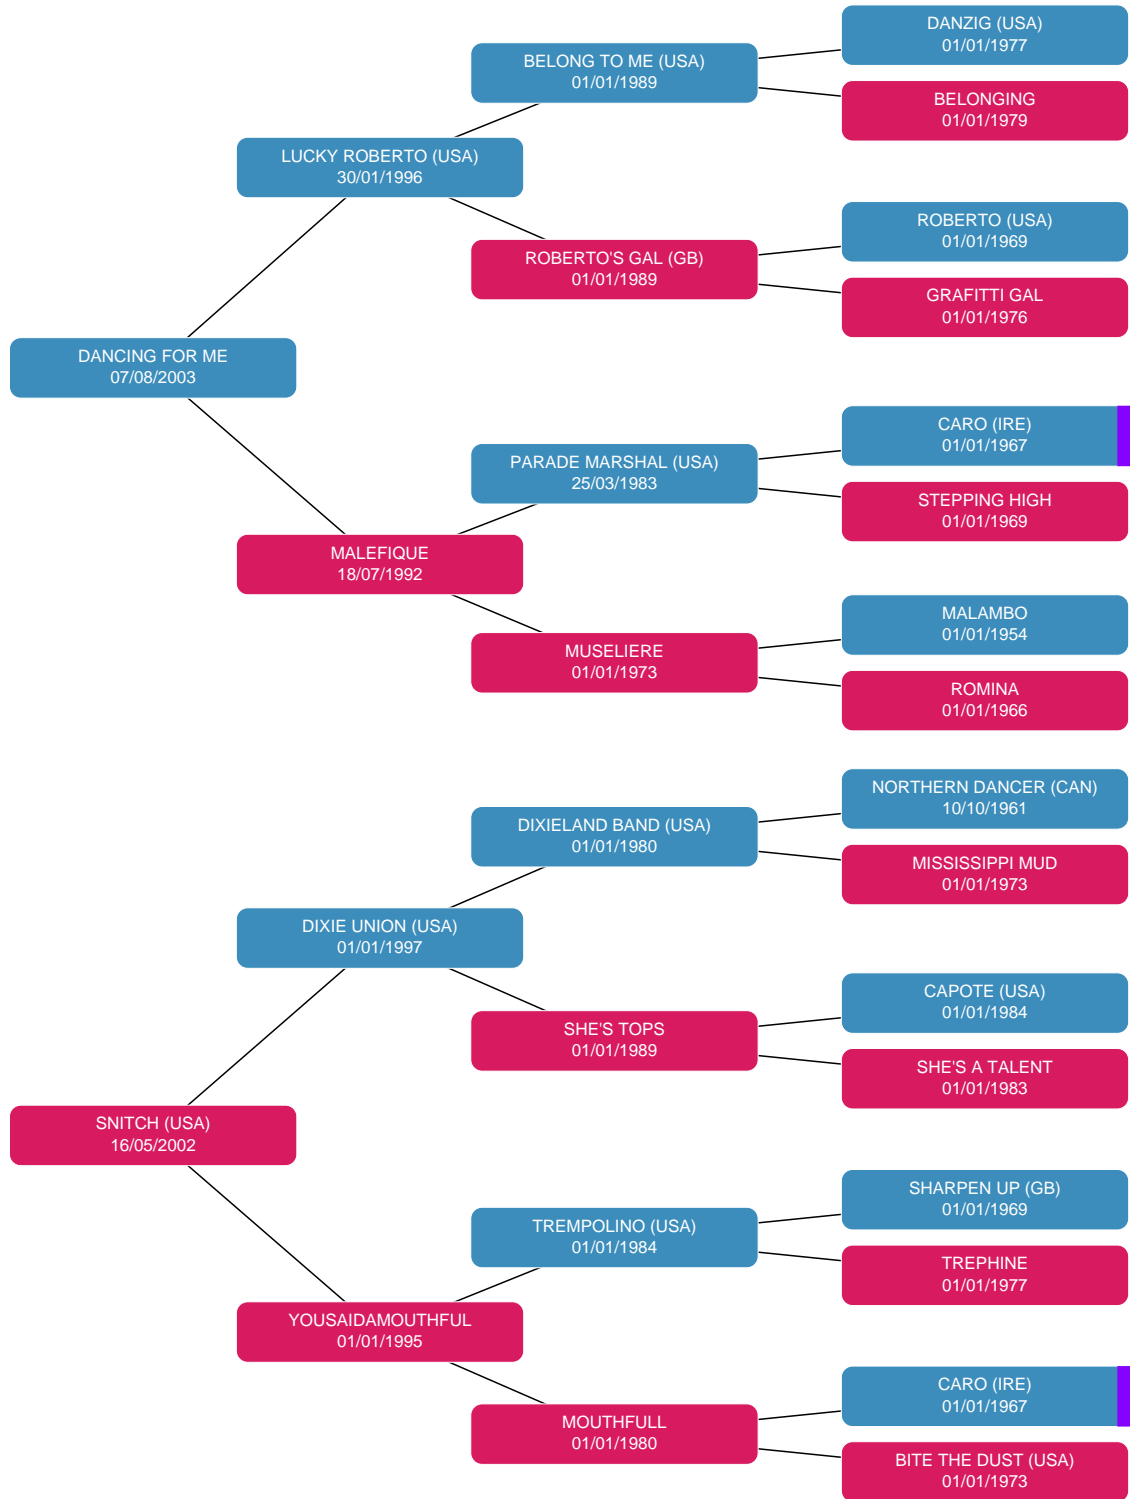 DANZIG (USA)
01/01/1977
BELONG TO ME (USA)
01/01/1989
BELONGING
01/01/1979
LUCKY ROBERTO (USA)
30/01/1996
ROBERTO (USA)
01/01/1969
ROBERTO'S GAL (GB)
01/01/1989
GRAFITTI GAL
01/01/1976
DANCING FOR ME
07/08/2003
CARO (IRE)
01/01/1967
PARADE MARSHAL (USA)
25/03/1983
STEPPING HIGH
01/01/1969
MALEFIQUE
18/07/1992
MALAMBO
01/01/1954
MUSELIERE
01/01/1973
ROMINA
01/01/1966
NORTHERN DANCER (CAN)
10/10/1961
DIXIELAND BAND (USA)
01/01/1980
MISSISSIPPI MUD
01/01/1973
DIXIE UNION (USA)
01/01/1997
CAPOTE (USA)
01/01/1984
SHE'S TOPS
01/01/1989
SHE'S A TALENT
01/01/1983
SNITCH (USA)
16/05/2002
SHARPEN UP (GB)
01/01/1969
TREMPOLINO (USA)
01/01/1984
TREPHINE
01/01/1977
YOUSAIDAMOUTHFUL
01/01/1995
CARO (IRE)
01/01/1967
MOUTHFULL
01/01/1980
BITE THE DUST (USA)
01/01/1973